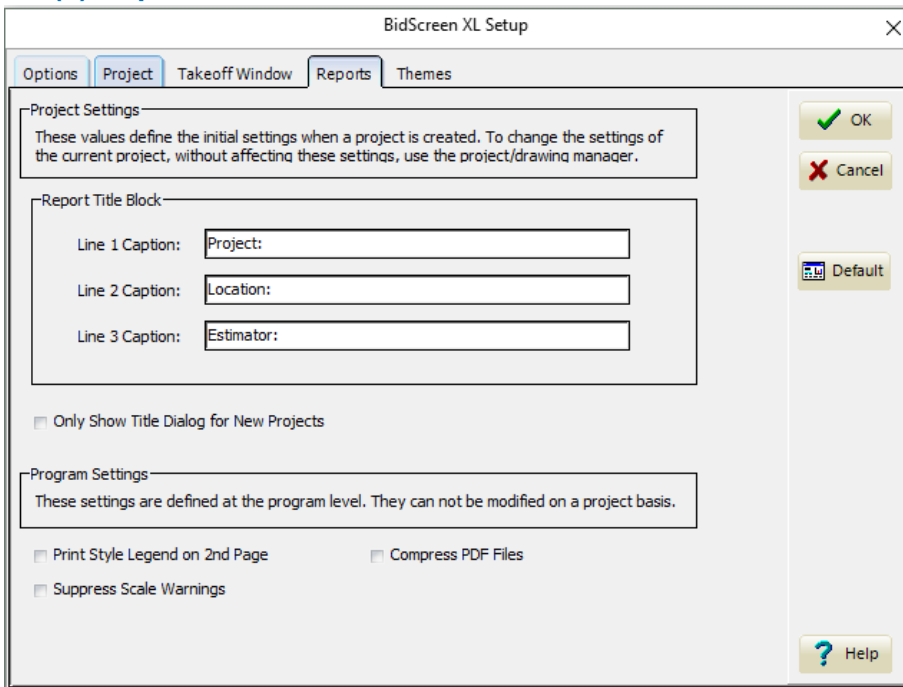 BidScreen XL Setup
Options Project Takeoff Window Reports Themes
Project Settings
These values define the initial settings when a project is created. To change the settings of
the current project, without affecting these settings, use the project/drawing manager.
OK
Cancel
Report Title Block
Line 1 Caption: Project:
Line 2 Caption: Location:
Line 3 Caption: Estimator:
Default
Only Show Title Dialog for New Projects
Program Settings
These settings are defined at the program level. They can not be modified on a project basis.
Print Style Legend on 2nd Page Compress PDF Files
Suppress Scale Warnings
Help